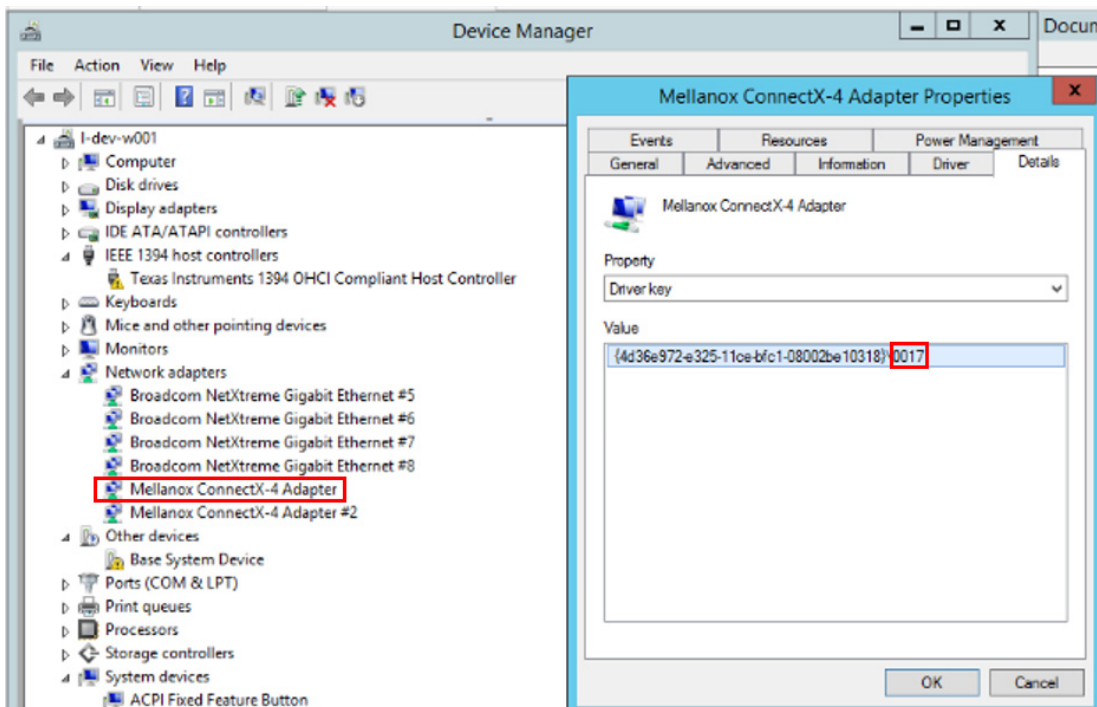 Device Manager
Docum
File Action View Help
l-dev-w001
Computer
Disk drives
Display adapters
IDE ATA/ATAPI controllers
IEEE 1394 host controllers
Texas Instruments 1394 OHCI Compliant Host Controller
Keyboards
Mice and other pointing devices
Monitors
Network adapters
Broadcom NetXtreme Gigabit Ethernet #5
Broadcom NetXtreme Gigabit Ethernet #6
Broadcom NetXtreme Gigabit Ethernet #7
Broadcom NetXtreme Gigabit Ethernet #8
Mellanox ConnectX-4 Adapter
Mellanox ConnectX-4 Adapter #2
Other devices
Base System Device
Ports (COM & LPT)
Print queues
Processors
Storage controllers
System devices
ACPI Fixed Feature Button
Mellanox ConnectX-4 Adapter Properties
Events Resources Power Management
General Advanced Information Driver Details
Mellanox ConnectX-4 Adapter
Property
Driver key
Value
{4d36e972-e325-11ce-bfc1-08002be10318}\0017
OK Cancel